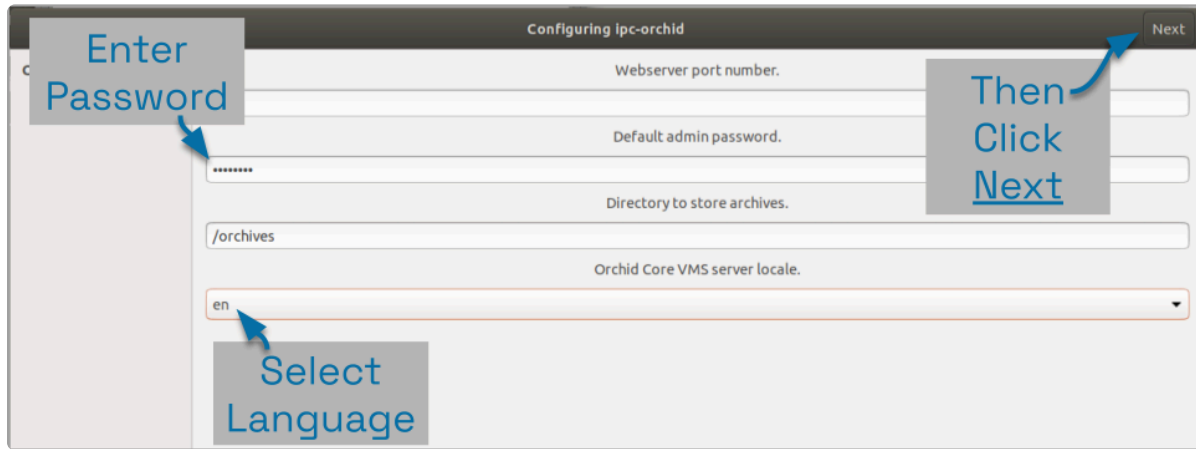 Configuring ipc-orchid
Next
Enter
Password
Webserver port number.
Then
Click
Next
Default admin password.
••••••••
Directory to store archives.
/orchives
Orchid Core VMS server locale.
en
Select
Language